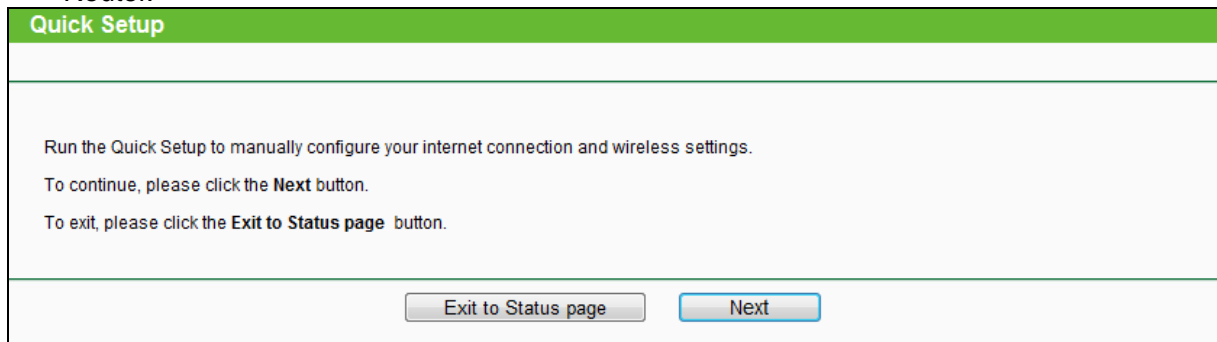 Quick Setup
Run the Quick Setup to manually configure your internet connection and wireless settings.
To continue, please click the Next button.
To exit, please click the Exit to Status page button.
Exit to Status page
Next